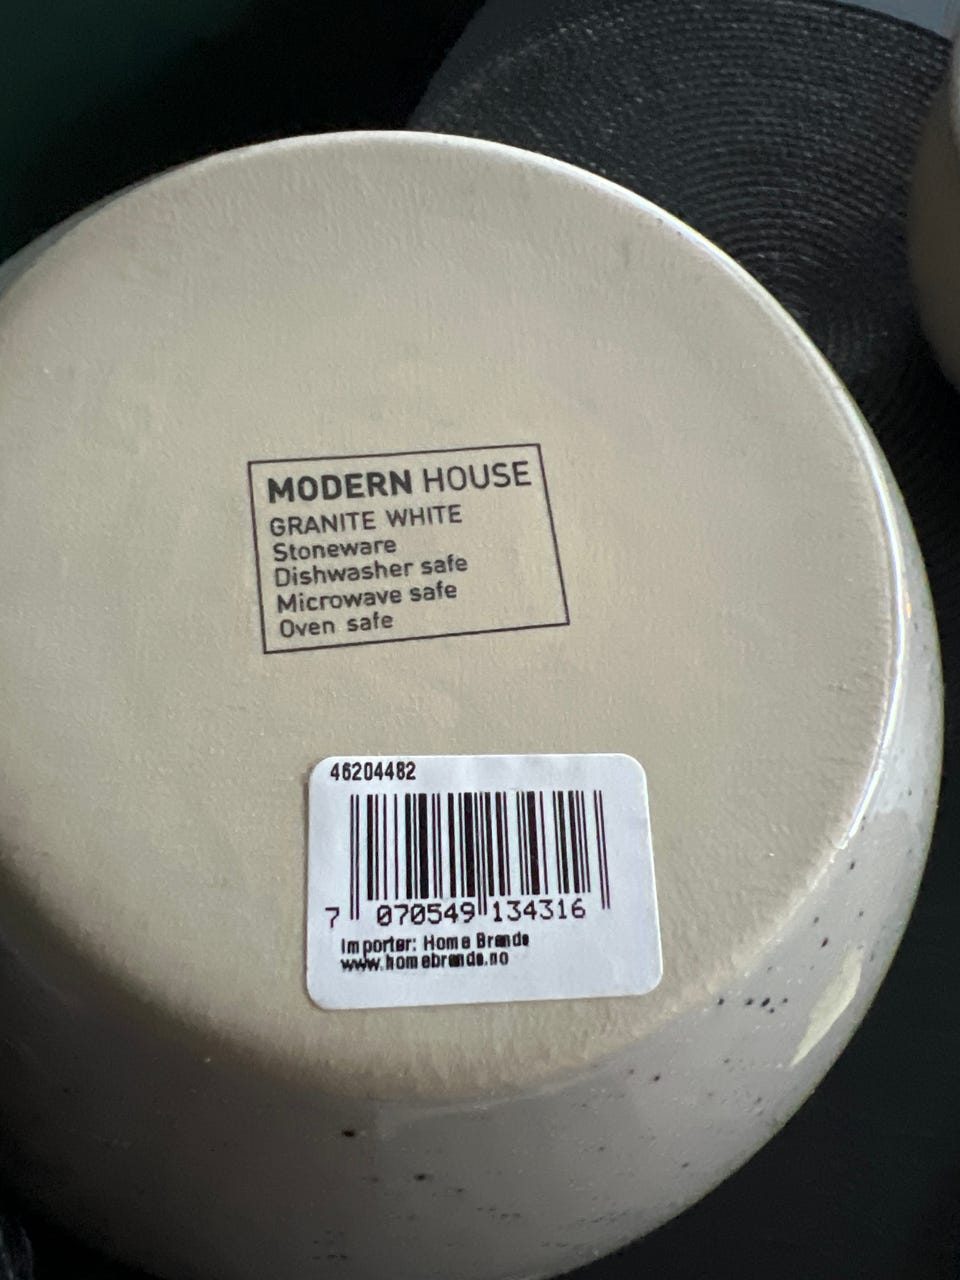 MODERN HOUSE
GRANITE WHITE
Stoneware
Dishwasher safe
Microwave safe
Oven safe
46204482
7 070549 134316
Importer: Home Brands
www.homebrands.no